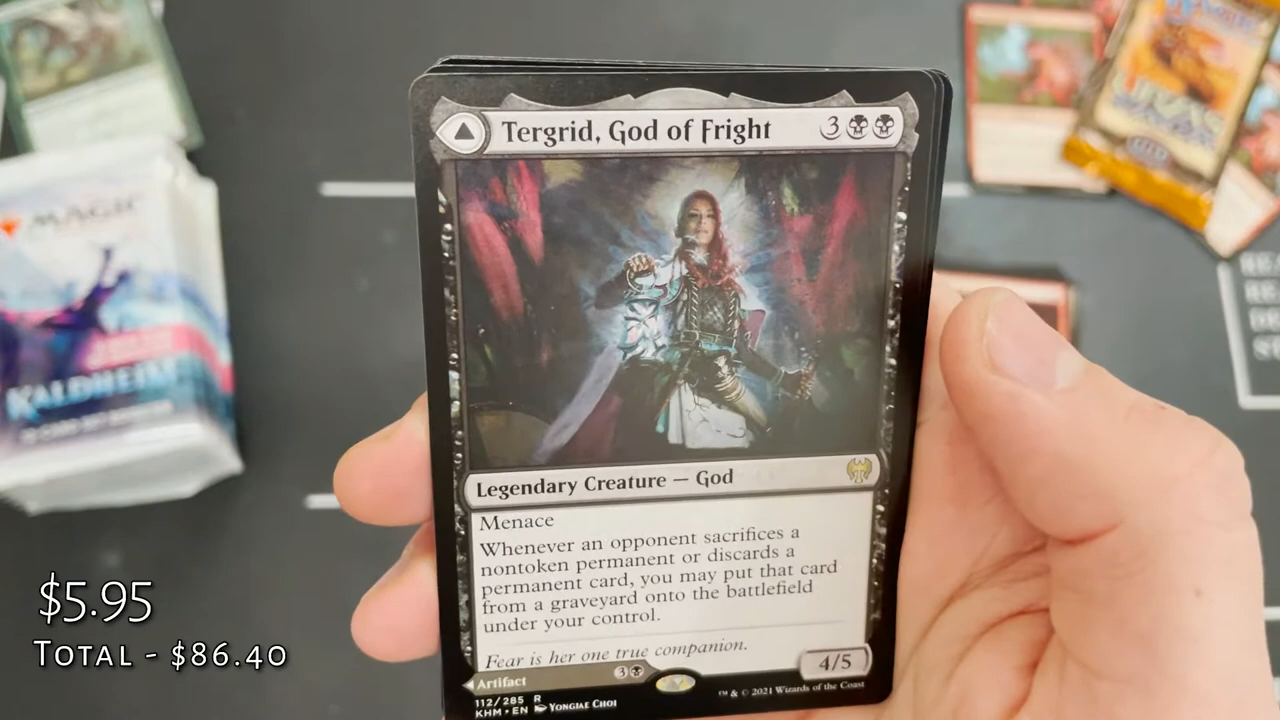 Tergrid, God of Fright 3
Legendary Creature — God
Menace
Whenever an opponent sacrifices a
nontoken permanent or discards a
permanent card, you may put that card
from a graveyard onto the battlefield
under your control.
Fear is her one true companion.
4/5
Artifact 3
112/285 R
KHM • EN Yongjae Choi
™ & © 2021 Wizards of the Coast
MAGIC
KALDHEIM
$5.95
Total - $86.40